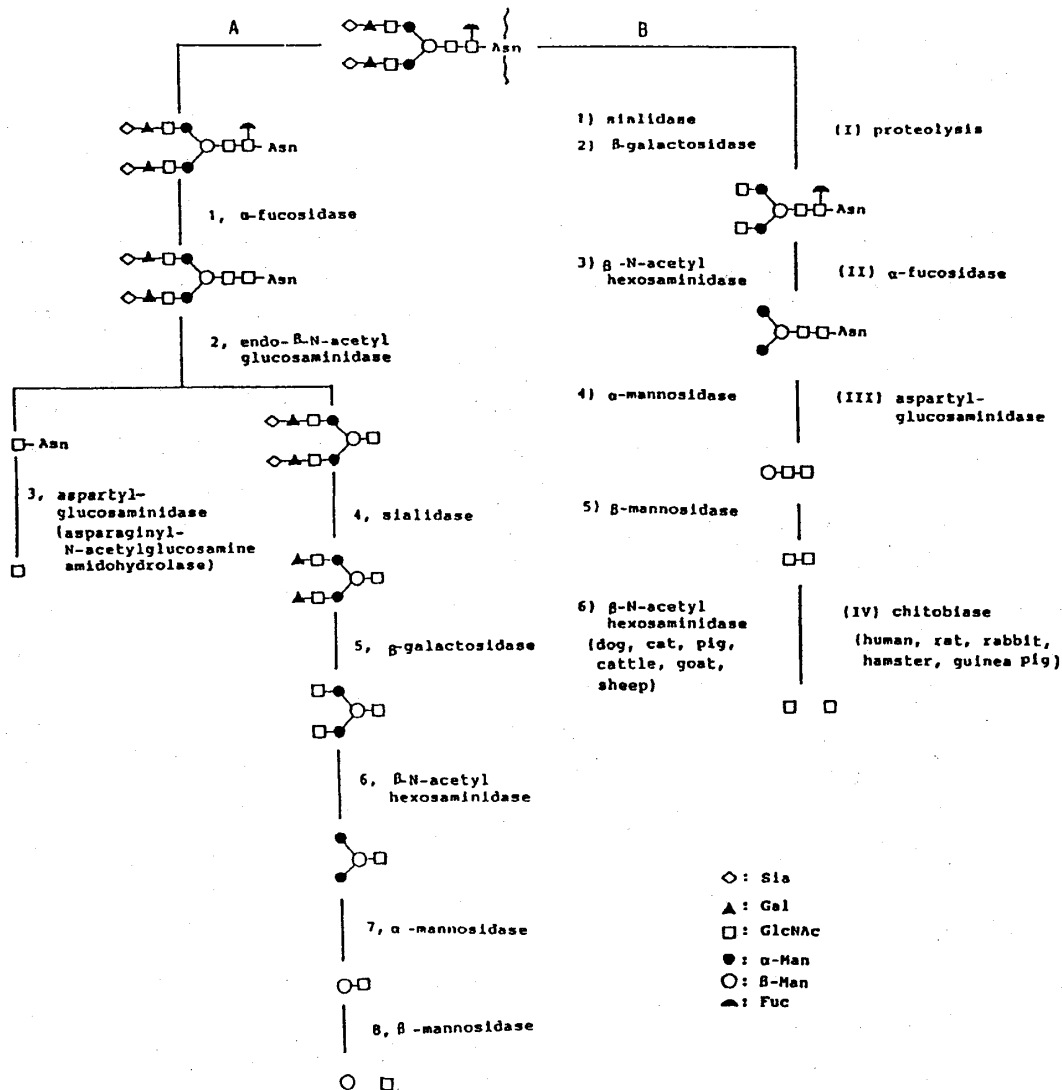 A
B
Asn
Asn
1, α-fucosidase
Asn
2, endo-β-N-acetyl
glucosaminidase
Asn
3, aspartyl-
glucosaminidase
(asparaginyl-
N-acetylglucosamine
amidohydrolase)
4, sialidase
5, β-galactosidase
6, β-N-acetyl
hexosaminidase
7, α-mannosidase
8, β-mannosidase
1) sialidase
2) β-galactosidase
(I) proteolysis
Asn
3) β-N-acetyl
hexosaminidase
(II) α-fucosidase
Asn
4) α-mannosidase
(III) aspartyl-
glucosaminidase
5) β-mannosidase
6) β-N-acetyl
hexosaminidase
(dog, cat, pig,
cattle, goat,
sheep)
(IV) chitobiase
(human, rat, rabbit,
hamster, guinea pig)
: Sia
: Gal
: GlcNAc
: α-Man
: β-Man
: Fuc